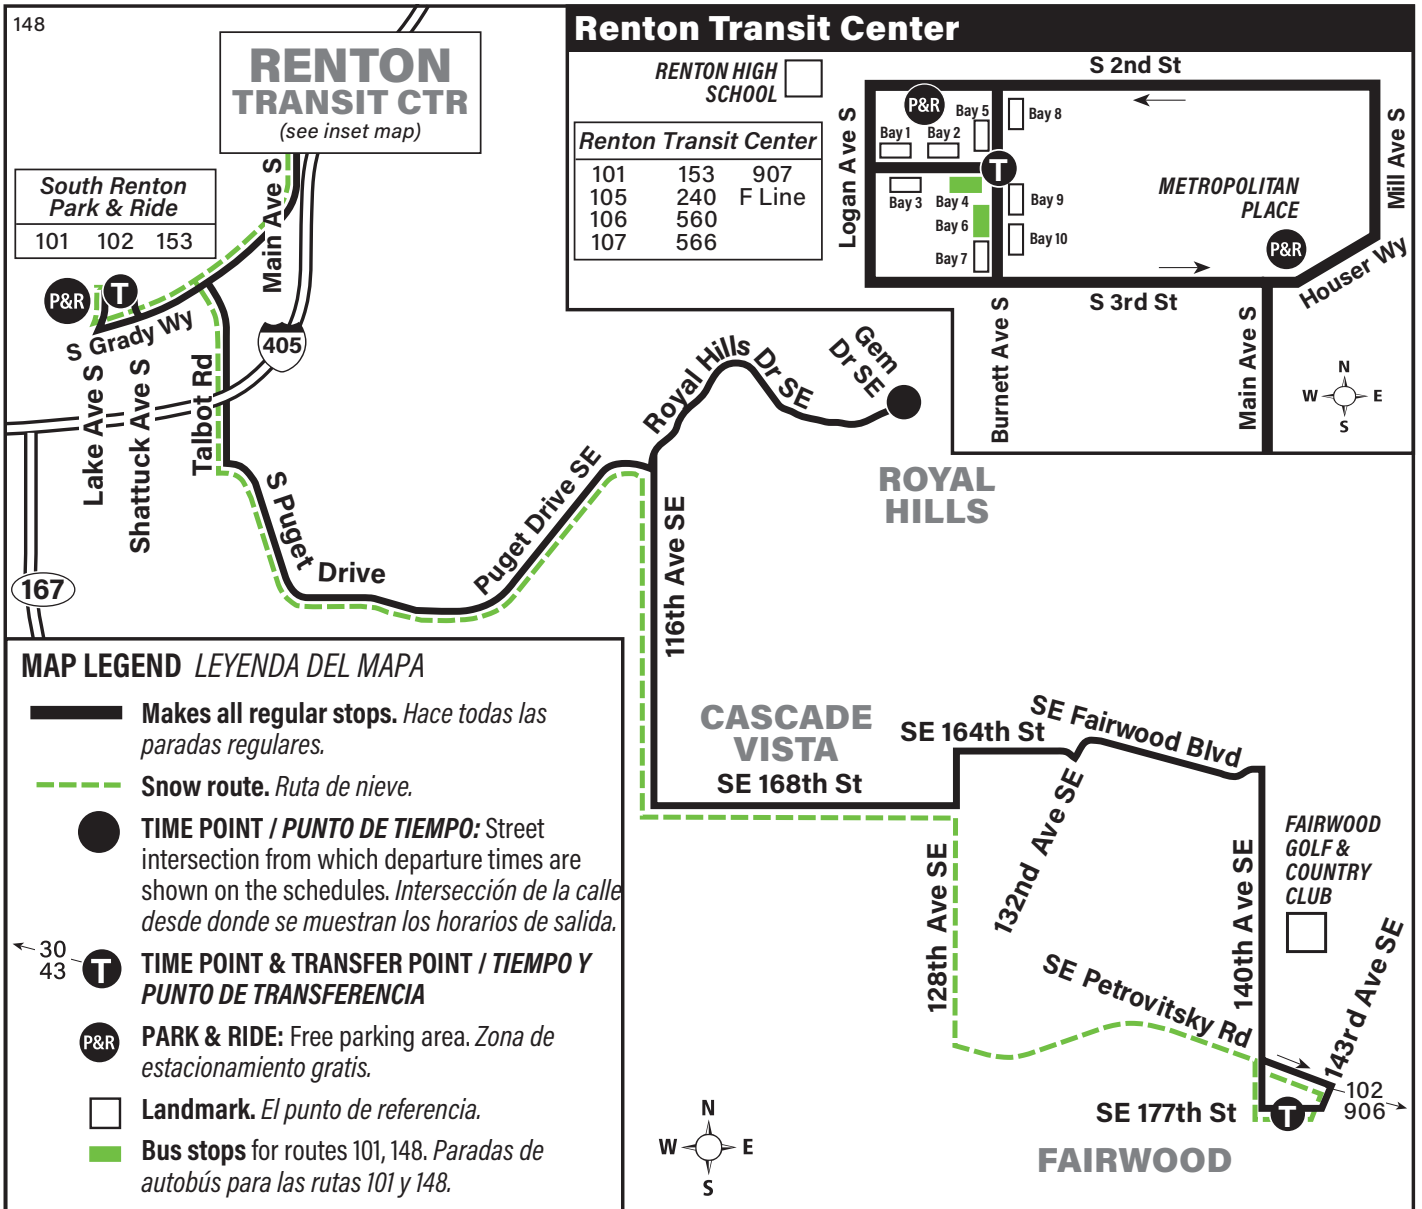 148
RENTON
TRANSIT CTR
(see inset map)
South Renton
Park & Ride
101 102 153
P&R
T
S Grady Wy
Main Ave S
405
Lake Ave S
Shattuck Ave S
Talbot Rd
167
S Puget Drive
Puget Drive SE
Royal Hills Dr SE
Gem
Dr SE
ROYAL
HILLS
116th Ave SE
CASCADE
VISTA
SE 168th St
SE 164th St
SE Fairwood Blvd
132nd Ave SE
128th Ave SE
140th Ave SE
FAIRWOOD
GOLF &
COUNTRY
CLUB
143rd Ave SE
SE Petrovitsky Rd
102
906
SE 177th St
T
FAIRWOOD
N
W E
S
Renton Transit Center
RENTON HIGH
SCHOOL
Renton Transit Center
101 153 907
105 240 F Line
106 560
107 566
S 2nd St
Logan Ave S
P&R
Bay 5
Bay 8
Bay 1 Bay 2
T
Bay 3 Bay 4
Bay 9
Bay 6
Bay 10
Bay 7
METROPOLITAN
PLACE
P&R
Mill Ave S
Houser Wy
S 3rd St
Burnett Ave S
Main Ave S
N
W E
S
MAP LEGEND LEYENDA DEL MAPA
Makes all regular stops. Hace todas las
paradas regulares.
Snow route. Ruta de nieve.
TIME POINT / PUNTO DE TIEMPO: Street
intersection from which departure times are
shown on the schedules. Intersección de la calle
desde donde se muestran los horarios de salida.
30
43
T
TIME POINT & TRANSFER POINT / TIEMPO Y
PUNTO DE TRANSFERENCIA
P&R
PARK & RIDE: Free parking area. Zona de
estacionamiento gratis.
Landmark. El punto de referencia.
Bus stops for routes 101, 148. Paradas de
autobús para las rutas 101 y 148.